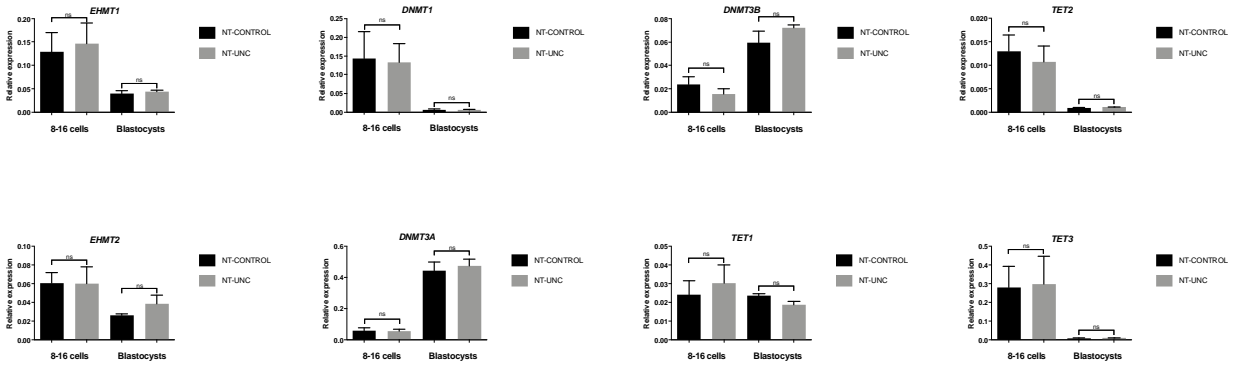 EHMT1
Relative expression
0.20
0.15
0.10
0.05
0.00
ns
ns
8-16 cells Blastocysts
NT-CONTROL
NT-UNC
DNMT1
Relative expression
0.25
0.20
0.15
0.10
0.05
0.00
ns
ns
8-16 cells Blastocysts
NT-CONTROL
NT-UNC
DNMT3B
Relative expression
0.08
0.06
0.04
0.02
0.00
ns
ns
8-16 cells Blastocysts
NT-CONTROL
NT-UNC
TET2
Relative expression
0.020
0.015
0.010
0.005
0.000
ns
ns
8-16 cells Blastocysts
NT-CONTROL
NT-UNC
EHMT2
Relative expression
0.10
0.08
0.06
0.04
0.02
0.00
ns
ns
8-16 cells Blastocysts
NT-CONTROL
NT-UNC
DNMT3A
Relative expression
0.6
0.4
0.2
0.0
ns
ns
8-16 cells Blastocysts
NT-CONTROL
NT-UNC
TET1
Relative expression
0.05
0.04
0.03
0.02
0.01
0.00
ns
ns
8-16 cells Blastocysts
NT-CONTROL
NT-UNC
TET3
Relative expression
0.5
0.4
0.3
0.2
0.1
0.0
ns
ns
8-16 cells Blastocysts
NT-CONTROL
NT-UNC